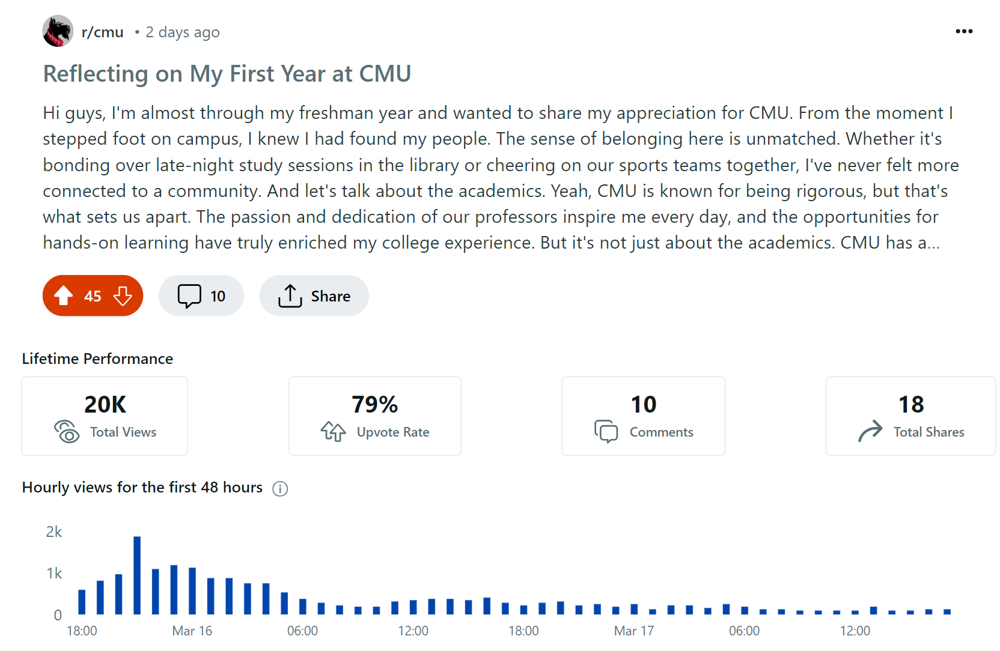 r/cmu • 2 days ago
Reflecting on My First Year at CMU
Hi guys, I'm almost through my freshman year and wanted to share my appreciation for CMU. From the moment I
stepped foot on campus, I knew I had found my people. The sense of belonging here is unmatched. Whether it's
bonding over late-night study sessions in the library or cheering on our sports teams together, I've never felt more
connected to a community. And let's talk about the academics. Yeah, CMU is known for being rigorous, but that's
what sets us apart. The passion and dedication of our professors inspire me every day, and the opportunities for
hands-on learning have truly enriched my college experience. But it's not just about the academics. CMU has a...
45 10 Share
Lifetime Performance
20K 79% 10 18
Total Views Upvote Rate Comments Total Shares
Hourly views for the first 48 hours
2k
1k
0
18:00 Mar 16 06:00 12:00 18:00 Mar 17 06:00 12:00